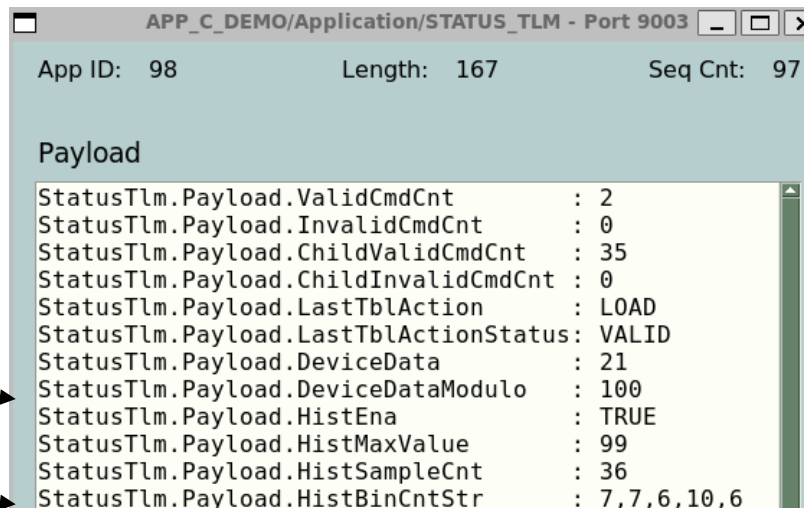 APP_C_DEMO/Application/STATUS_TLM - Port 9003
App ID: 98 Length: 167 Seq Cnt: 97
Payload
StatusTlm.Payload.ValidCmdCnt : 2
StatusTlm.Payload.InvalidCmdCnt : 0
StatusTlm.Payload.ChildValidCmdCnt : 35
StatusTlm.Payload.ChildInvalidCmdCnt : 0
StatusTlm.Payload.LastTblAction : LOAD
StatusTlm.Payload.LastTblActionStatus: VALID
StatusTlm.Payload.DeviceData : 21
StatusTlm.Payload.DeviceDataModulo : 100
StatusTlm.Payload.HistEna : TRUE
StatusTlm.Payload.HistMaxValue : 99
StatusTlm.Payload.HistSampleCnt : 36
StatusTlm.Payload.HistBinCntStr : 7,7,6,10,6